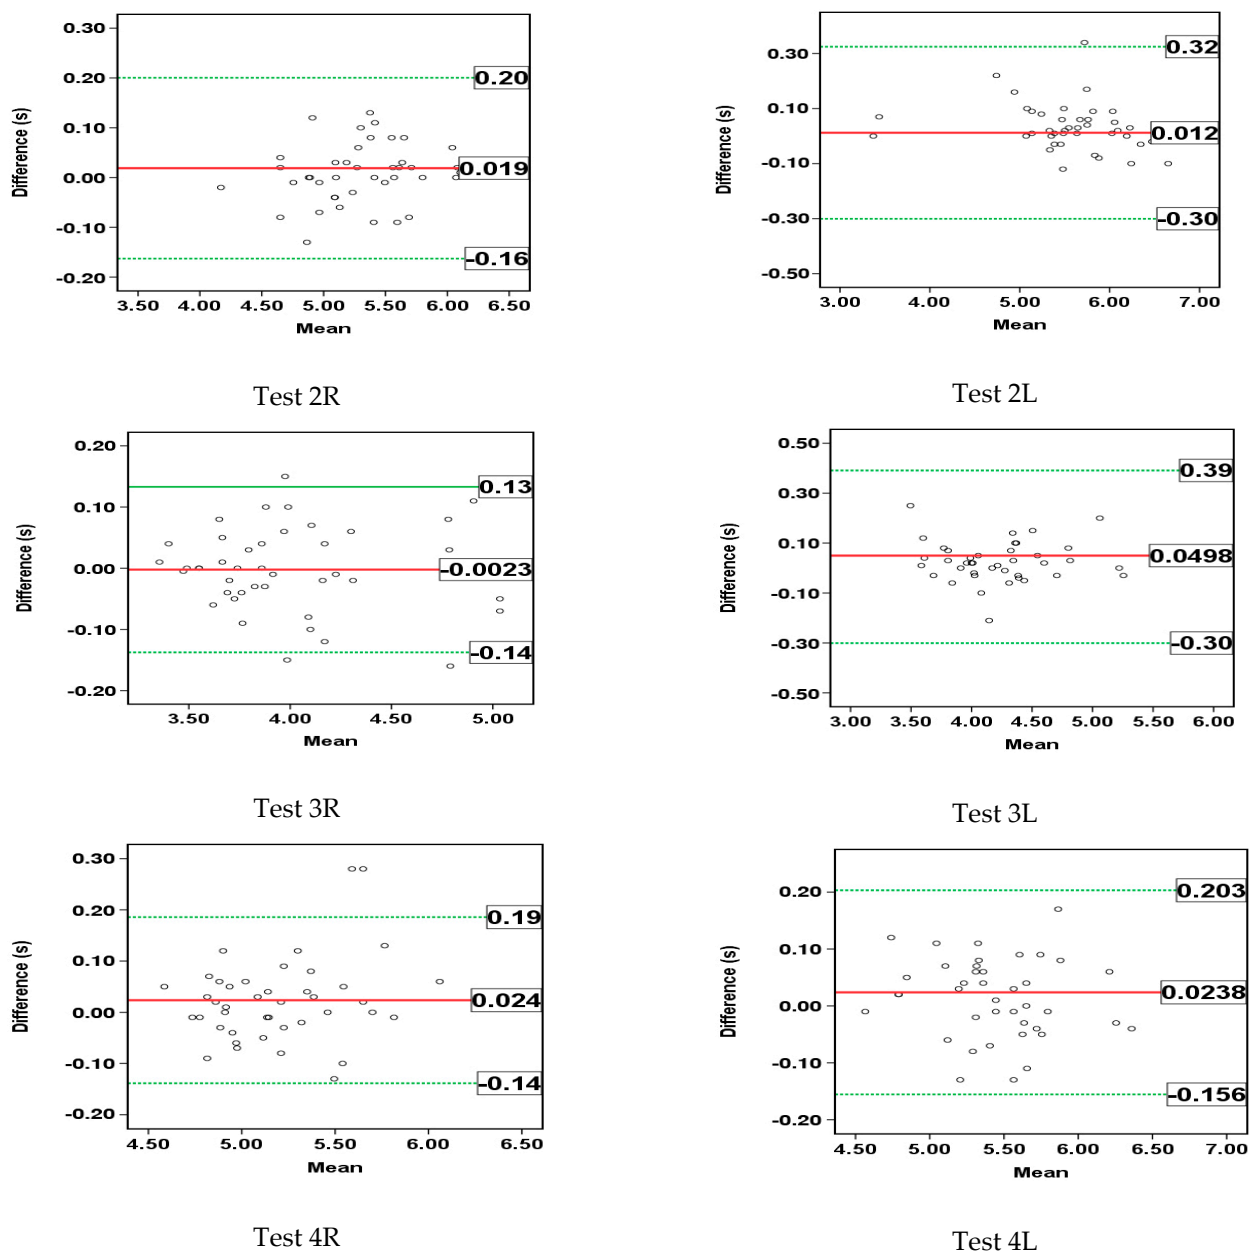 0.30
0.20
0.10
0.00
-0.10
-0.20
Difference (s)
0.20
0.019
-0.16
3.50 4.00 4.50 5.00 5.50 6.00 6.50
Mean
Test 2R
0.30
0.10
-0.10
-0.30
-0.50
Difference (s)
0.32
0.012
-0.30
3.00 4.00 5.00 6.00 7.00
Mean
Test 2L
0.20
0.10
0.00
-0.10
-0.20
Difference (s)
0.13
-0.0023
-0.14
3.50 4.00 4.50 5.00
Mean
Test 3R
0.50
0.30
0.10
-0.10
-0.30
-0.50
Difference (s)
0.39
0.0498
-0.30
3.00 3.50 4.00 4.50 5.00 5.50 6.00
Mean
Test 3L
0.30
0.20
0.10
0.00
-0.10
-0.20
Difference (s)
0.19
0.024
-0.14
4.50 5.00 5.50 6.00 6.50
Mean
Test 4R
0.20
0.10
0.00
-0.10
-0.20
Difference (s)
0.203
0.0238
-0.156
4.50 5.00 5.50 6.00 6.50 7.00
Mean
Test 4L